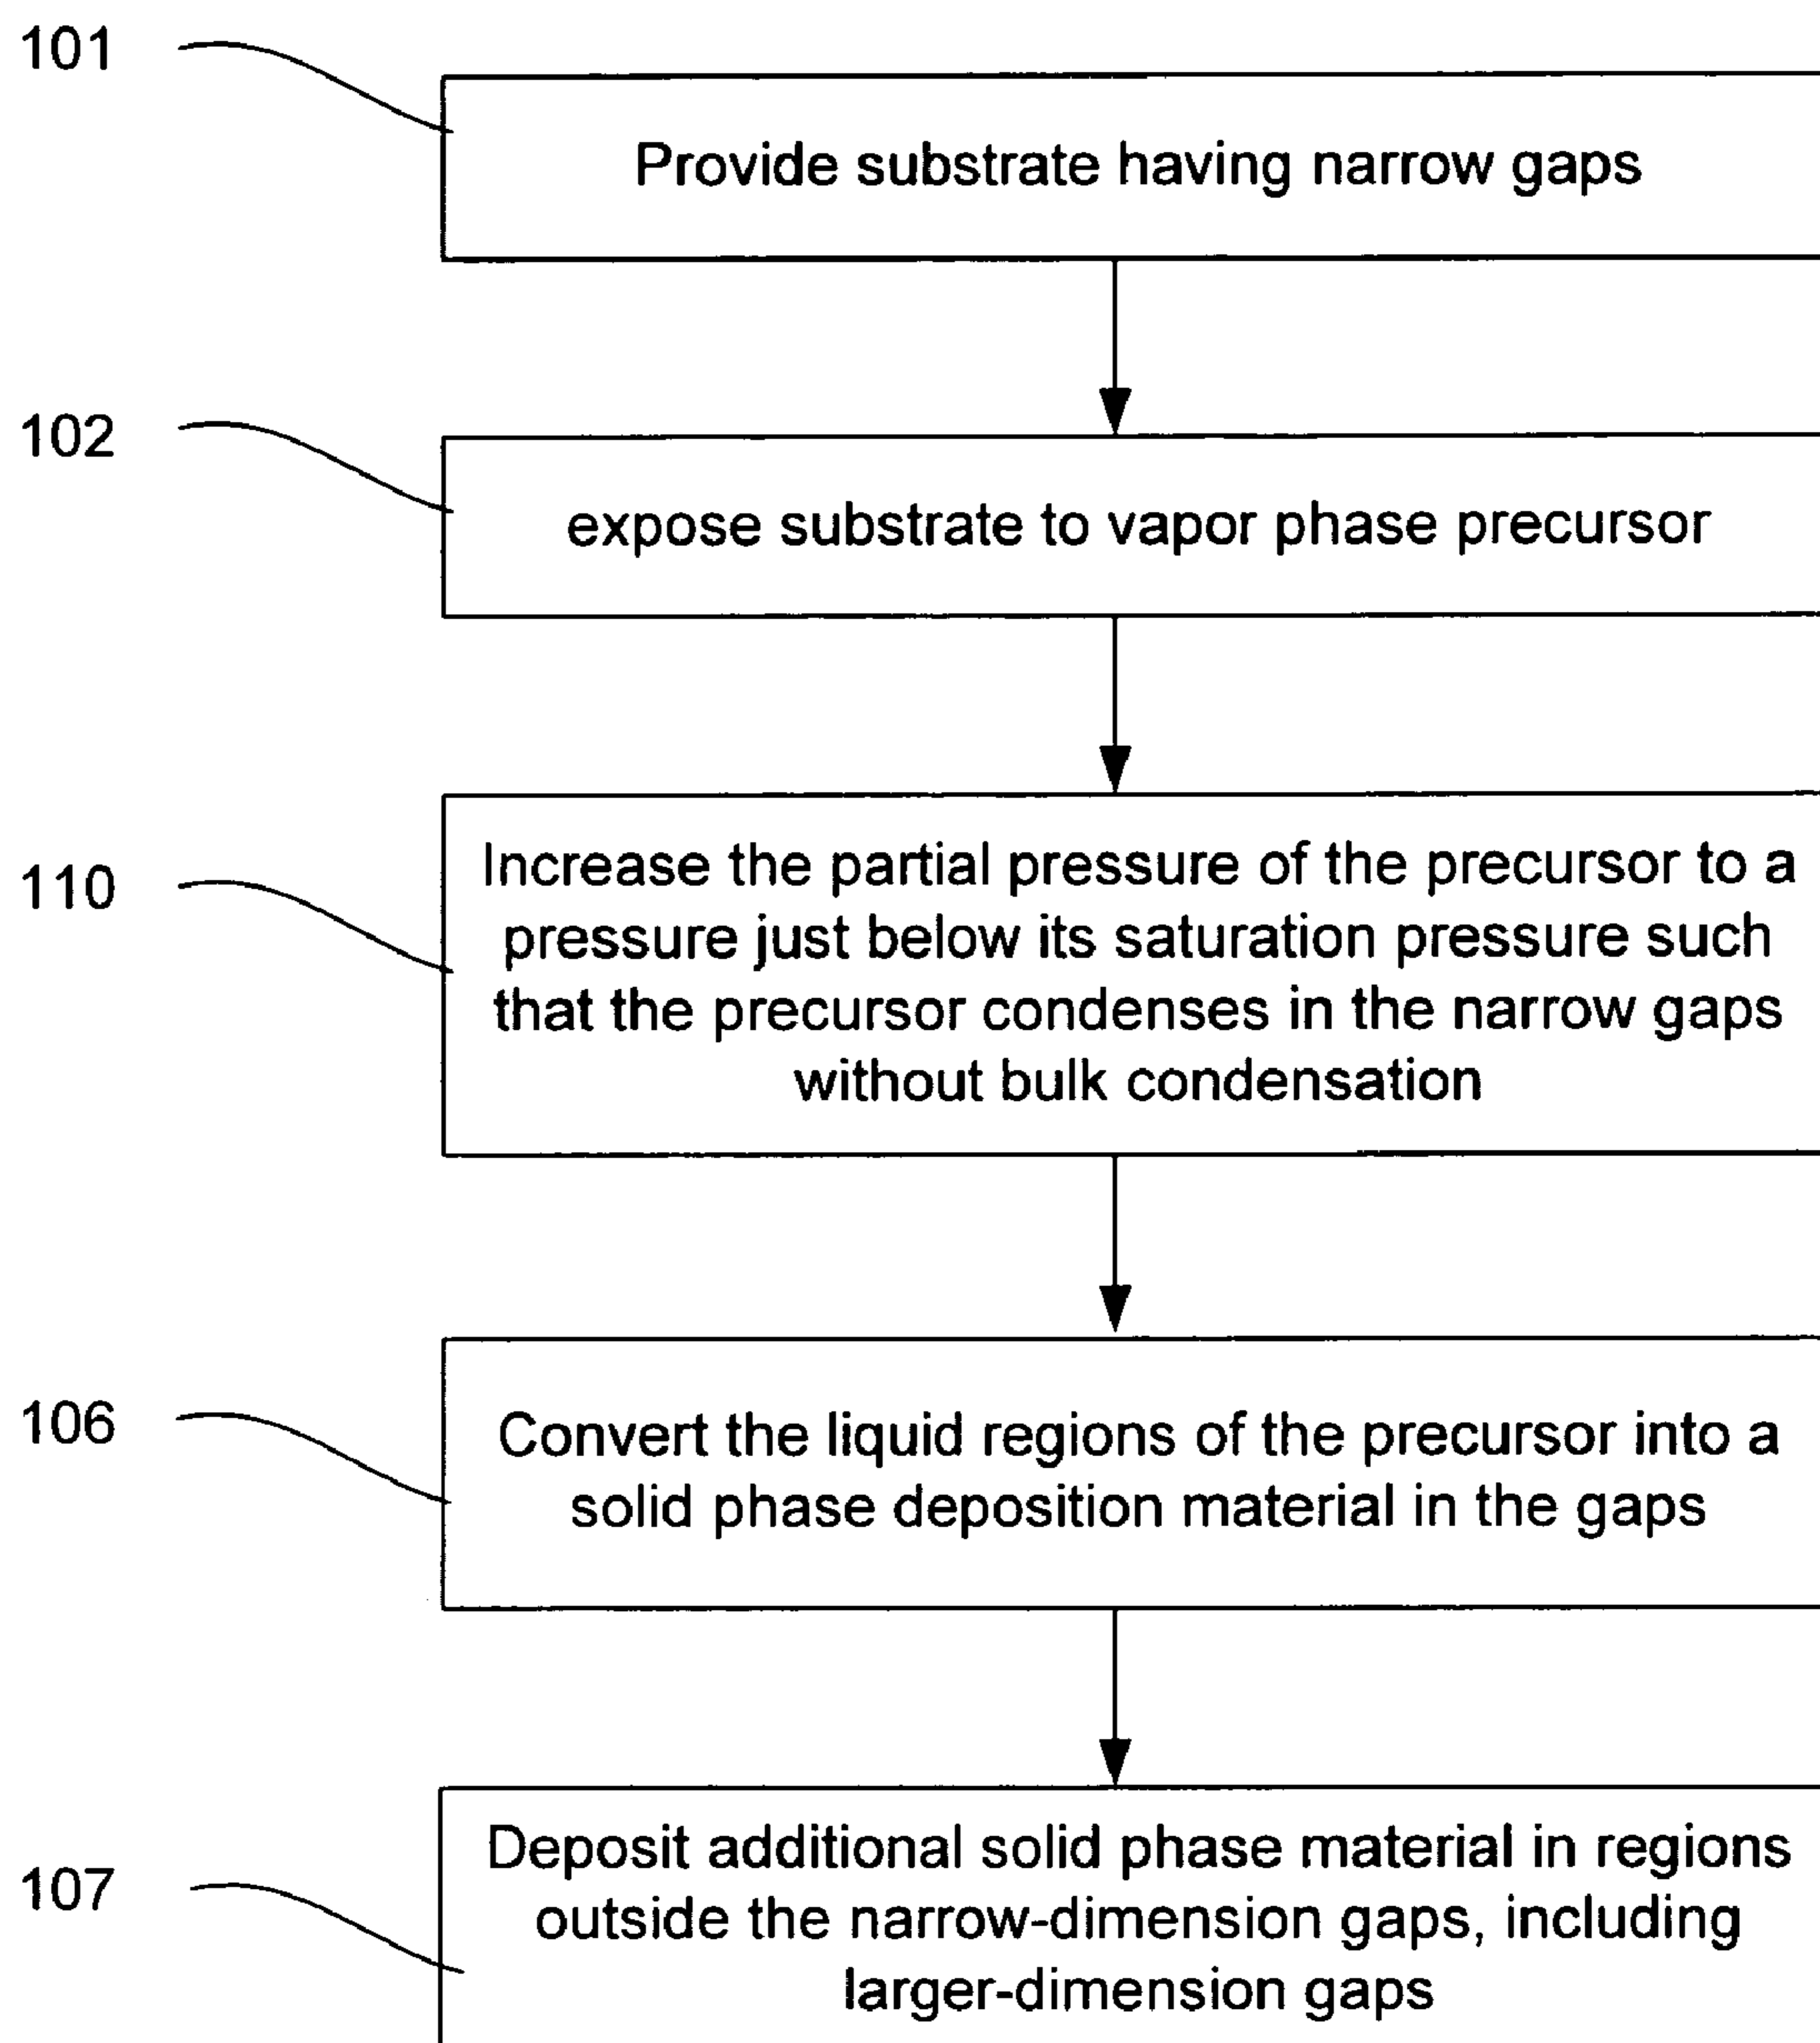 101
Provide substrate having narrow gaps
102
expose substrate to vapor phase precursor
110
Increase the partial pressure of the precursor to a
pressure just below its saturation pressure such
that the precursor condenses in the narrow gaps
without bulk condensation
106
Convert the liquid regions of the precursor into a
solid phase deposition material in the gaps
107
Deposit additional solid phase material in regions
outside the narrow-dimension gaps, including
larger-dimension gaps